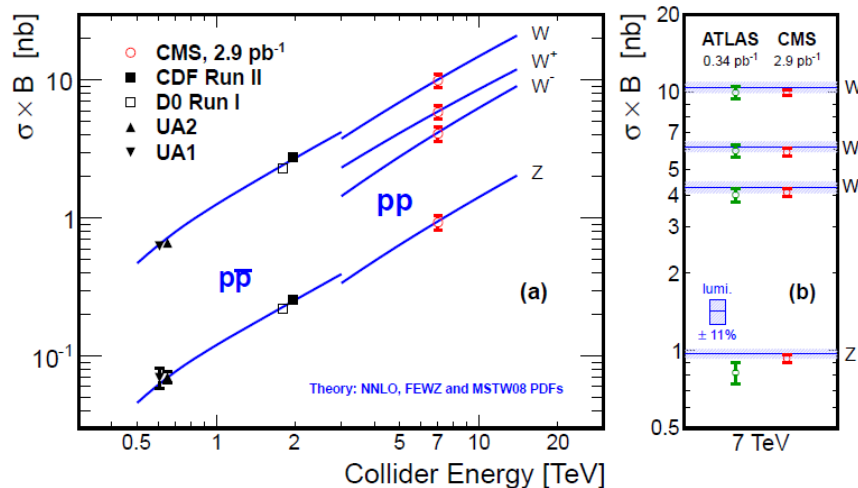 σ × B [nb]
10
1
10⁻¹
CMS, 2.9 pb⁻¹
CDF Run II
D0 Run I
UA2
UA1
W
W⁺
W⁻
Z
pp
pp̅
(a)
Theory: NNLO, FEWZ and MSTW08 PDFs
0.5 1 2 5 7 10 20
Collider Energy [TeV]
σ × B [nb]
20
10
7
6
5
4
3
2
1
0.5
ATLAS CMS
0.34 pb⁻¹ 2.9 pb⁻¹
W
W
W
lumi.
± 11%
(b)
Z
7 TeV